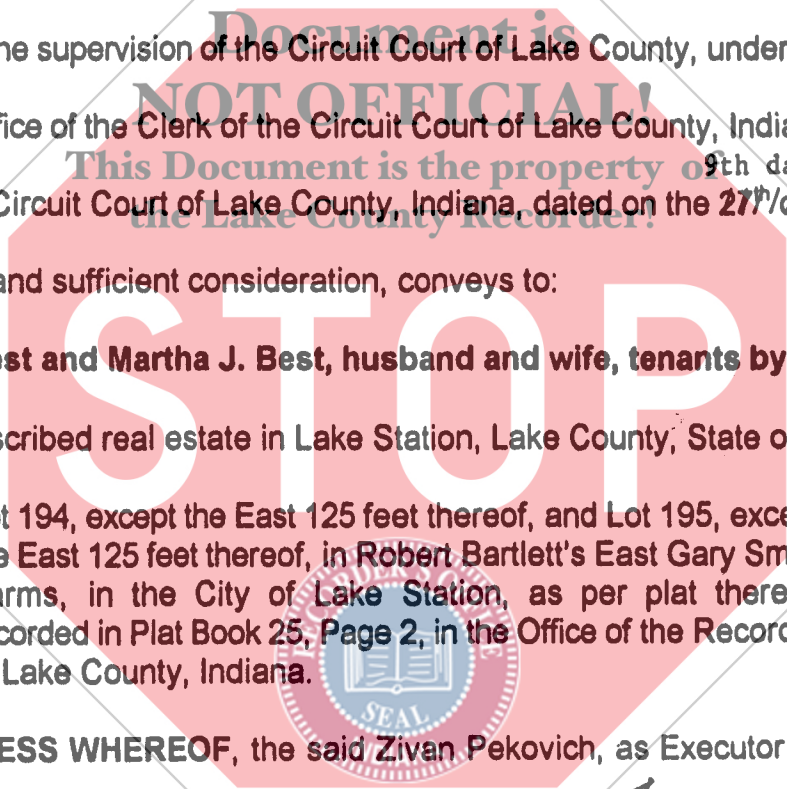 Document is
he supervision of the Circuit Court of Lake County, under
NOT OFFICIAL!
fice of the Clerk of the Circuit Court of Lake County, India
This Document is the property of
9th da
Circuit Court of Lake County, Indiana, dated on the 27th/
the Lake County Recorder!
and sufficient consideration, conveys to:
STOP
est and Martha J. Best, husband and wife, tenants by
scribed real estate in Lake Station, Lake County, State o
t 194, except the East 125 feet thereof, and Lot 195, exce
e East 125 feet thereof, in Robert Bartlett's East Gary Sm
arms, in the City of Lake Station, as per plat there
corded in Plat Book 25, Page 2, in the Office of the Record
Lake County, Indiana.
RECORDER'S OFFICE
SEAL
ESS WHEREOF, the said Zivan Pekovich, as Executor